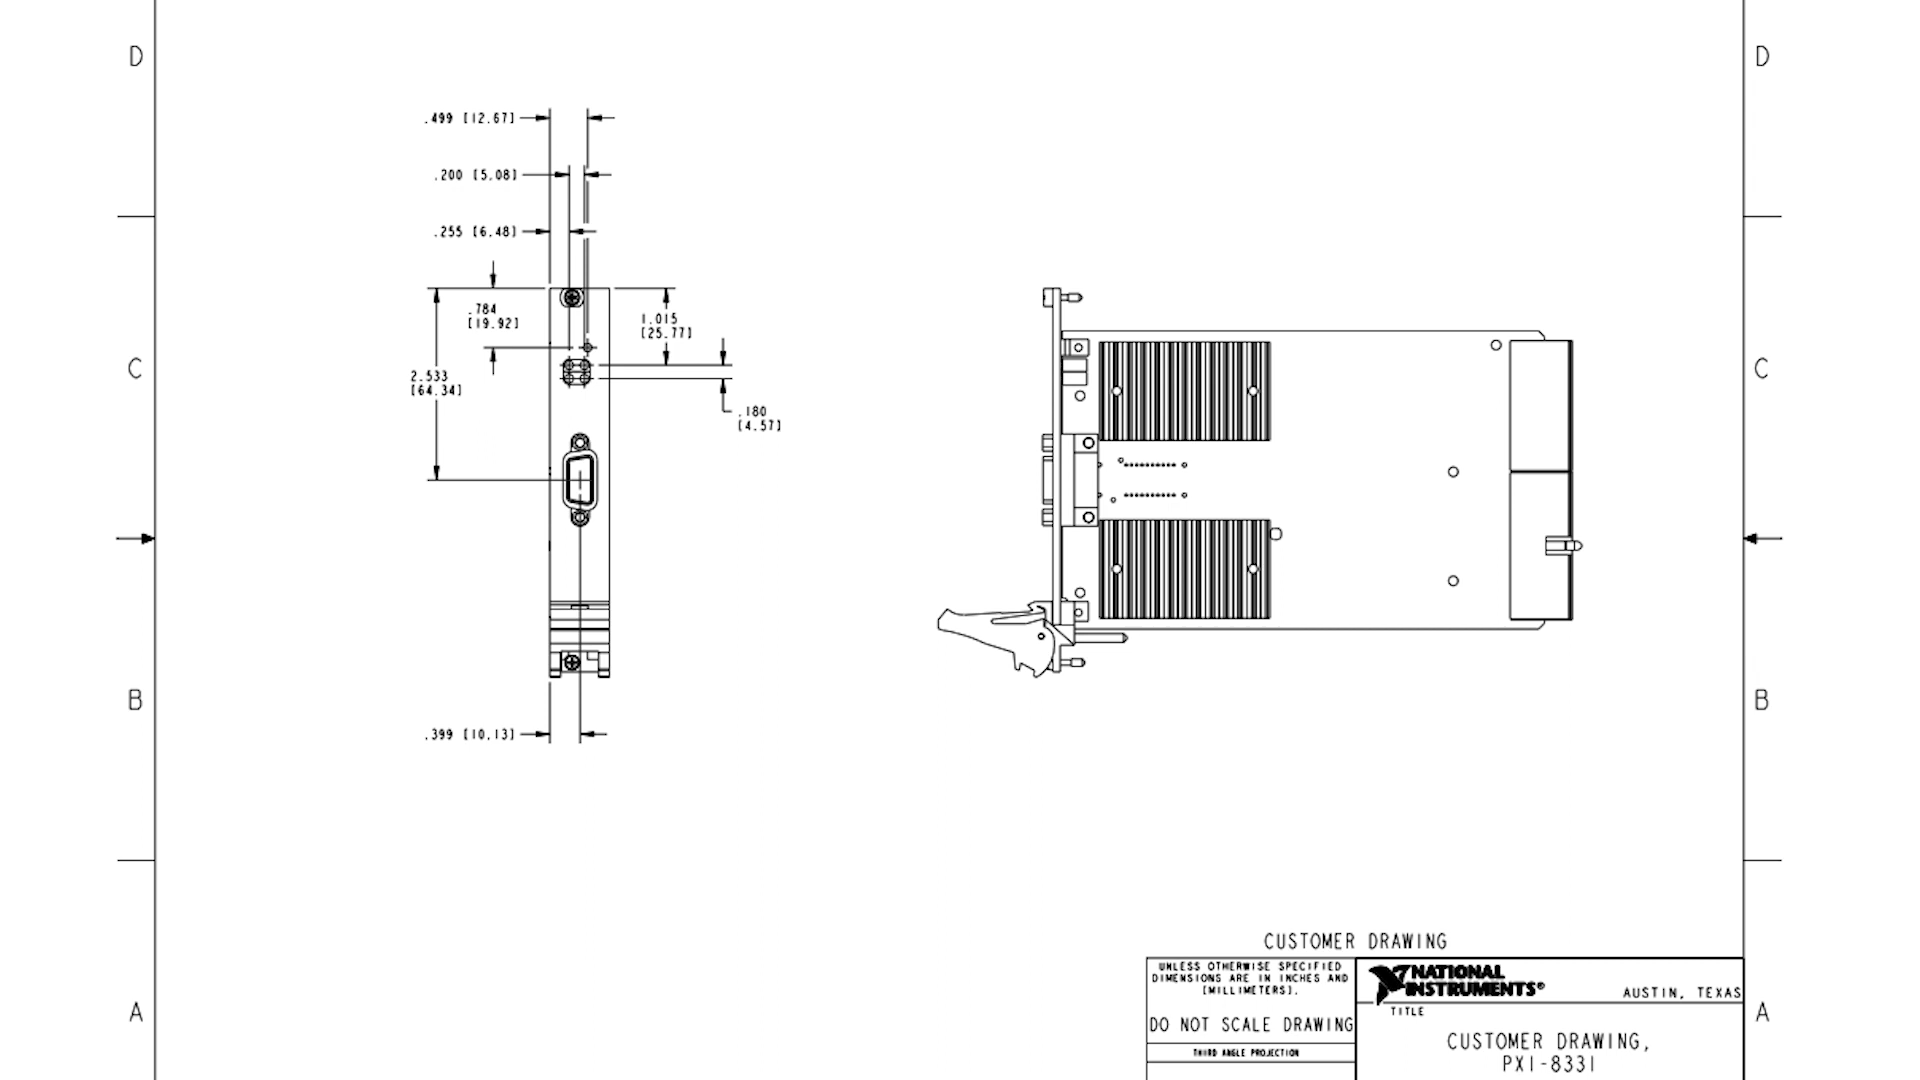 D
D
.499 [12.67]
.200 [5.08]
.255 [6.48]
.784
[19.92]
1.015
[25.77]
2.533
[64.34]
C
C
.180
[4.57]
B
B
.399 [10.13]
CUSTOMER DRAWING
UNLESS OTHERWISE SPECIFIED
DIMENSIONS ARE IN INCHES AND
[MILLIMETERS].
NATIONAL
INSTRUMENTS®
AUSTIN, TEXAS
A
A
TITLE
DO NOT SCALE DRAWING
CUSTOMER DRAWING,
PXI-8331
THIRD ANGLE PROJECTION